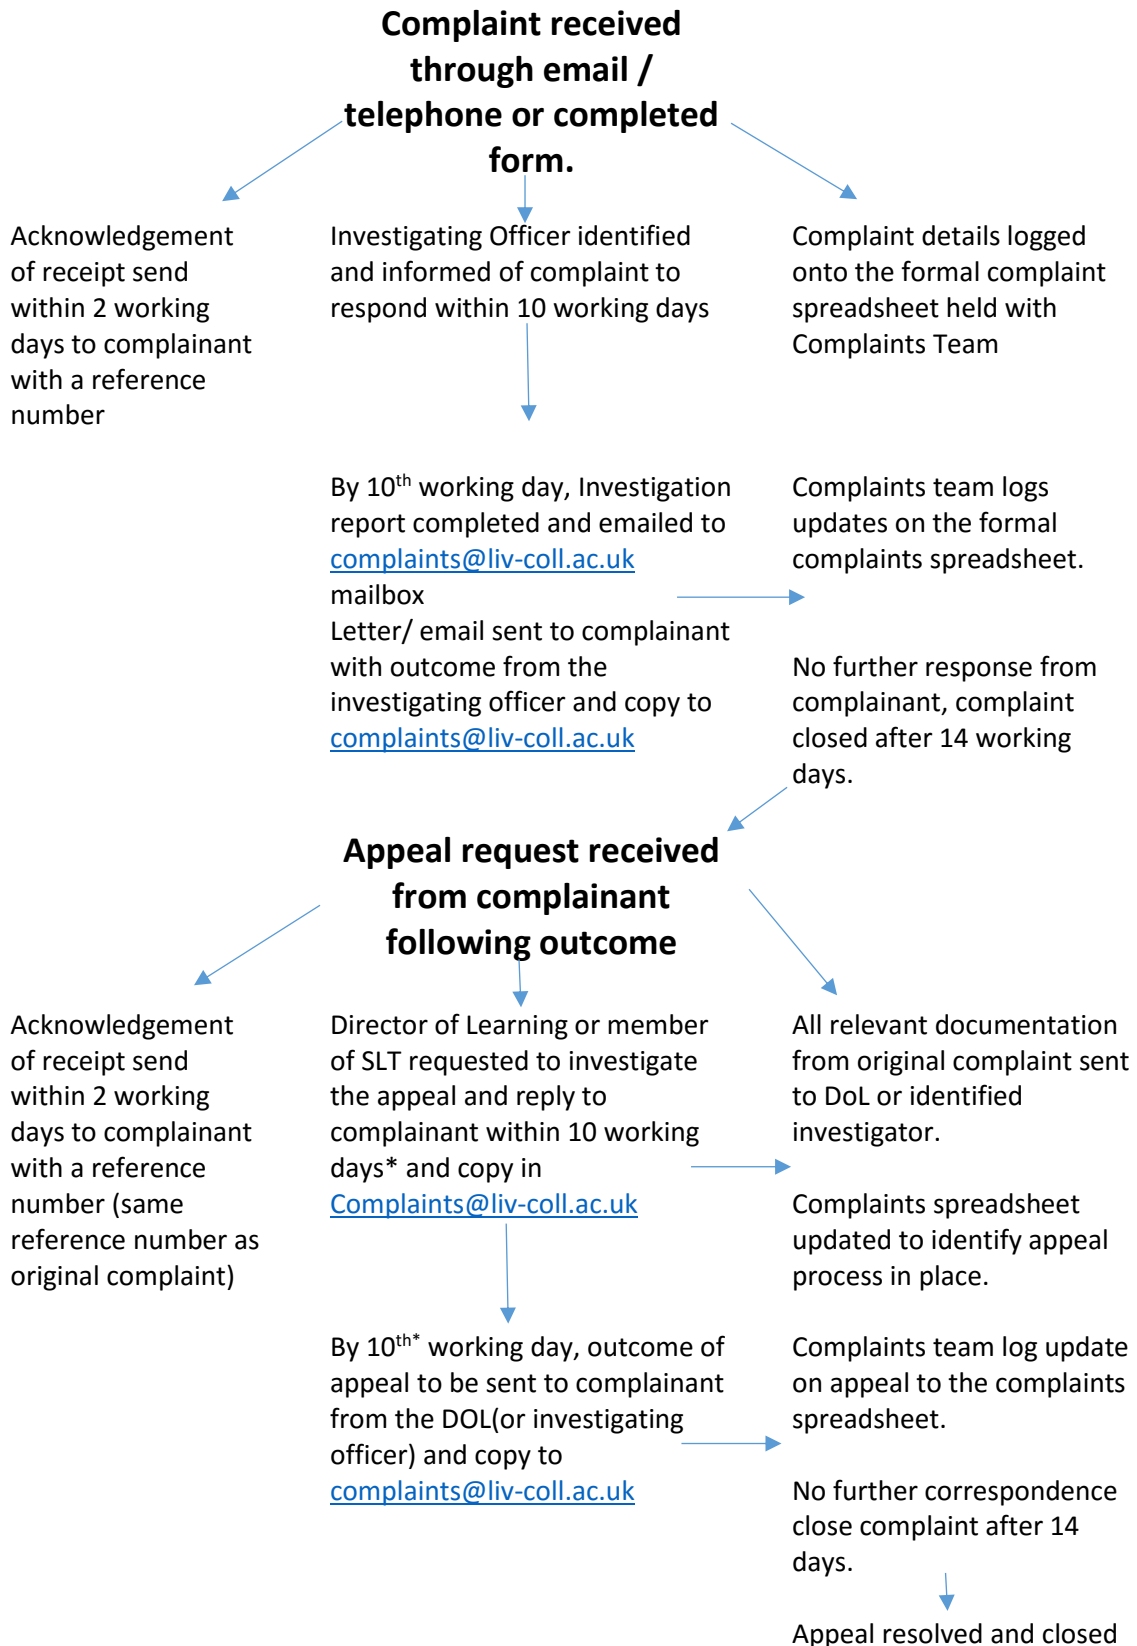 Complaint received
through email /
telephone or completed
form.
Acknowledgement
of receipt send
within 2 working
days to complainant
with a reference
number
Investigating Officer identified
and informed of complaint to
respond within 10 working days
Complaint details logged
onto the formal complaint
spreadsheet held with
Complaints Team
By 10th working day, Investigation
report completed and emailed to
complaints@liv-coll.ac.uk
mailbox
Letter/ email sent to complainant
with outcome from the
investigating officer and copy to
complaints@liv-coll.ac.uk
Complaints team logs
updates on the formal
complaints spreadsheet.
No further response from
complainant, complaint
closed after 14 working
days.
Appeal request received
from complainant
following outcome
Acknowledgement
of receipt send
within 2 working
days to complainant
with a reference
number (same
reference number as
original complaint)
Director of Learning or member
of SLT requested to investigate
the appeal and reply to
complainant within 10 working
days* and copy in
Complaints@liv-coll.ac.uk
All relevant documentation
from original complaint sent
to DoL or identified
investigator.
Complaints spreadsheet
updated to identify appeal
process in place.
By 10th* working day, outcome of
appeal to be sent to complainant
from the DOL(or investigating
officer) and copy to
complaints@liv-coll.ac.uk
Complaints team log update
on appeal to the complaints
spreadsheet.
No further correspondence
close complaint after 14
days.
Appeal resolved and closed